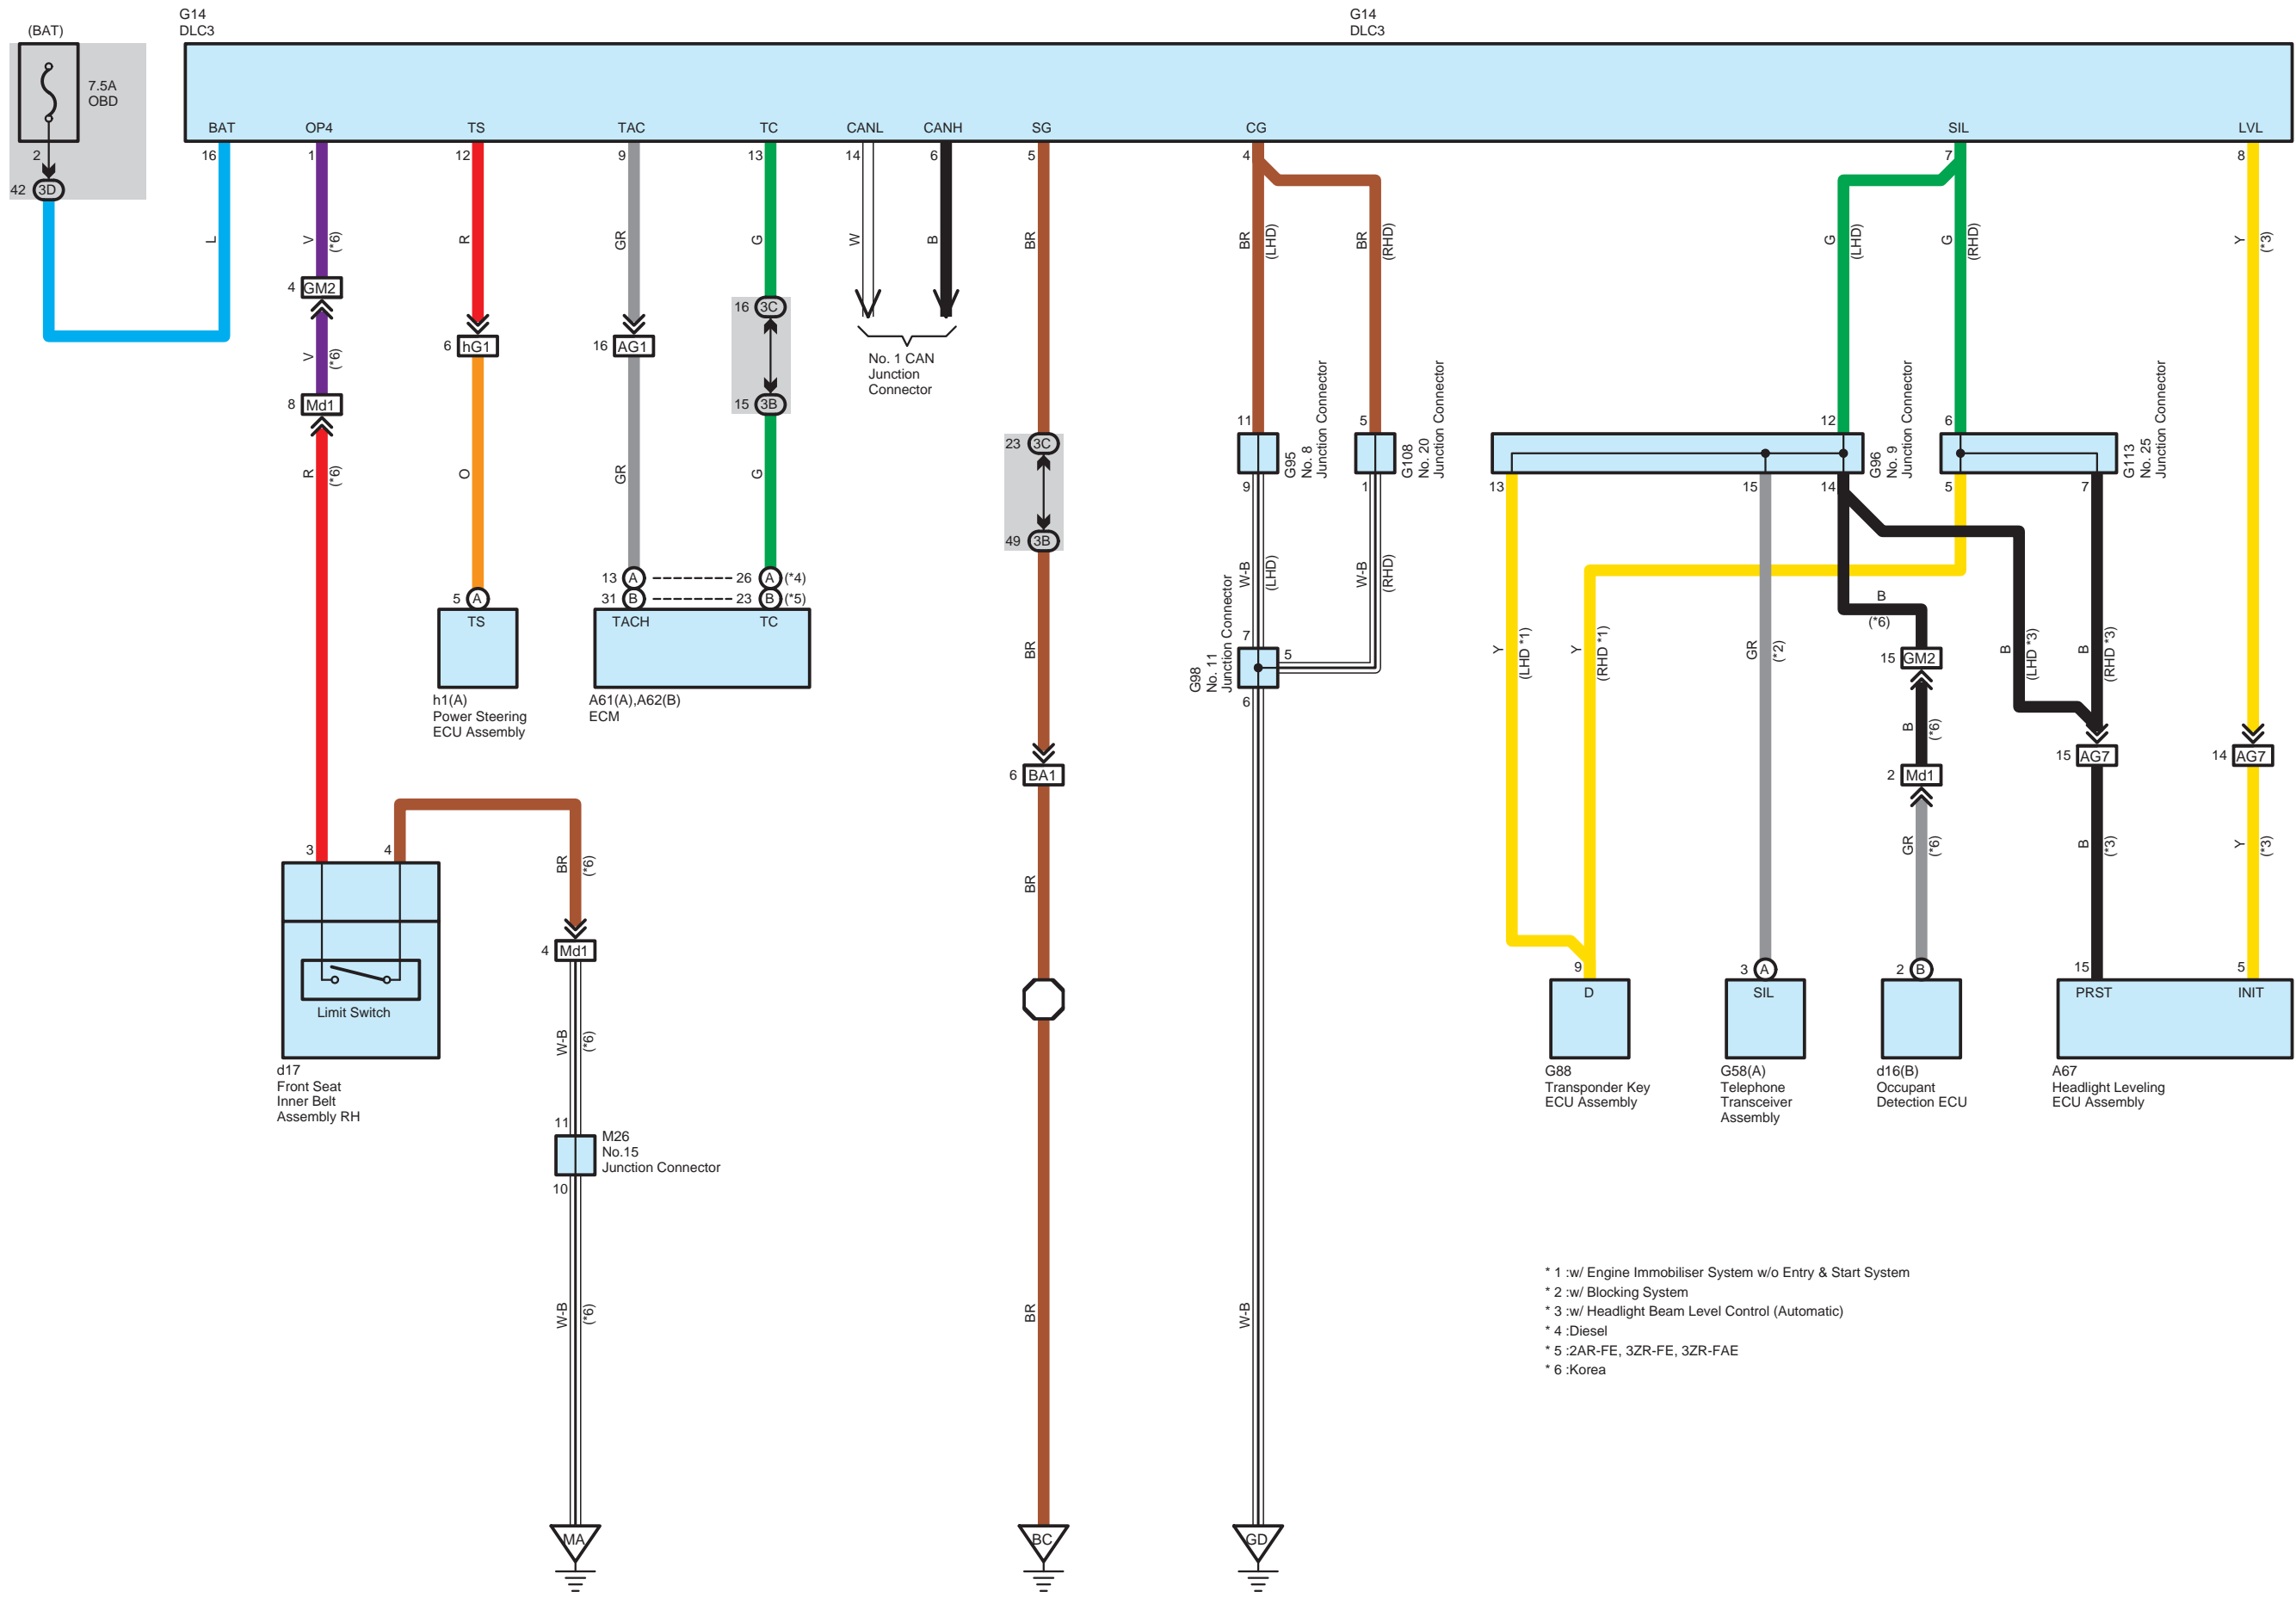 G14
DLC3
G14
DLC3
(BAT)
7.5A
OBD
2
42 3D
BAT OP4 TS TAC TC CANL CANH SG CG SIL LVL
16 1 12 9 13 14 6 5 4 7 8
L
V
(*6)
R
GR
G
W
B
BR
BR
(LHD)
BR
(RHD)
G
(LHD)
G
(RHD)
Y
(*3)
4 GM2
V
(*6)
8 Md1
R
(*6)
6 hG1
O
16 AG1
GR
16 3C
15 3B
G
No. 1 CAN
Junction
Connector
23 3C
49 3B
11
G95
No. 8
Junction Connector
9
5
G108
No. 20
Junction Connector
1
12
G96
No. 9
Junction Connector
13 15 14
6
G113
No. 25
Junction Connector
5 7
W-B
(LHD)
W-B
(RHD)
13 A 26 A (*4)
31 B 23 B (*5)
TACH TC
A61(A),A62(B)
ECM
5 A
TS
h1(A)
Power Steering
ECU Assembly
BR
7
5
G98
No. 11
Junction Connector
6
Y
(LHD *1)
Y
(RHD *1)
GR
(*2)
B
(*6)
15 GM2
B
(*6)
2 Md1
GR
(*6)
B
(LHD *3)
B
(RHD *3)
15 AG7
B
(*3)
14 AG7
Y
(*3)
6 BA1
BR
3 4
BR
(*6)
Limit Switch
d17
Front Seat
Inner Belt
Assembly RH
4 Md1
W-B
(*6)
11
M26
No.15
Junction Connector
10
W-B
(*6)
BR
W-B
9
D
G88
Transponder Key
ECU Assembly
3 A
SIL
G58(A)
Telephone
Transceiver
Assembly
2 B
d16(B)
Occupant
Detection ECU
15 5
PRST INIT
A67
Headlight Leveling
ECU Assembly
* 1 :w/ Engine Immobiliser System w/o Entry & Start System
* 2 :w/ Blocking System
* 3 :w/ Headlight Beam Level Control (Automatic)
* 4 :Diesel
* 5 :2AR-FE, 3ZR-FE, 3ZR-FAE
* 6 :Korea
MA
BC
GD